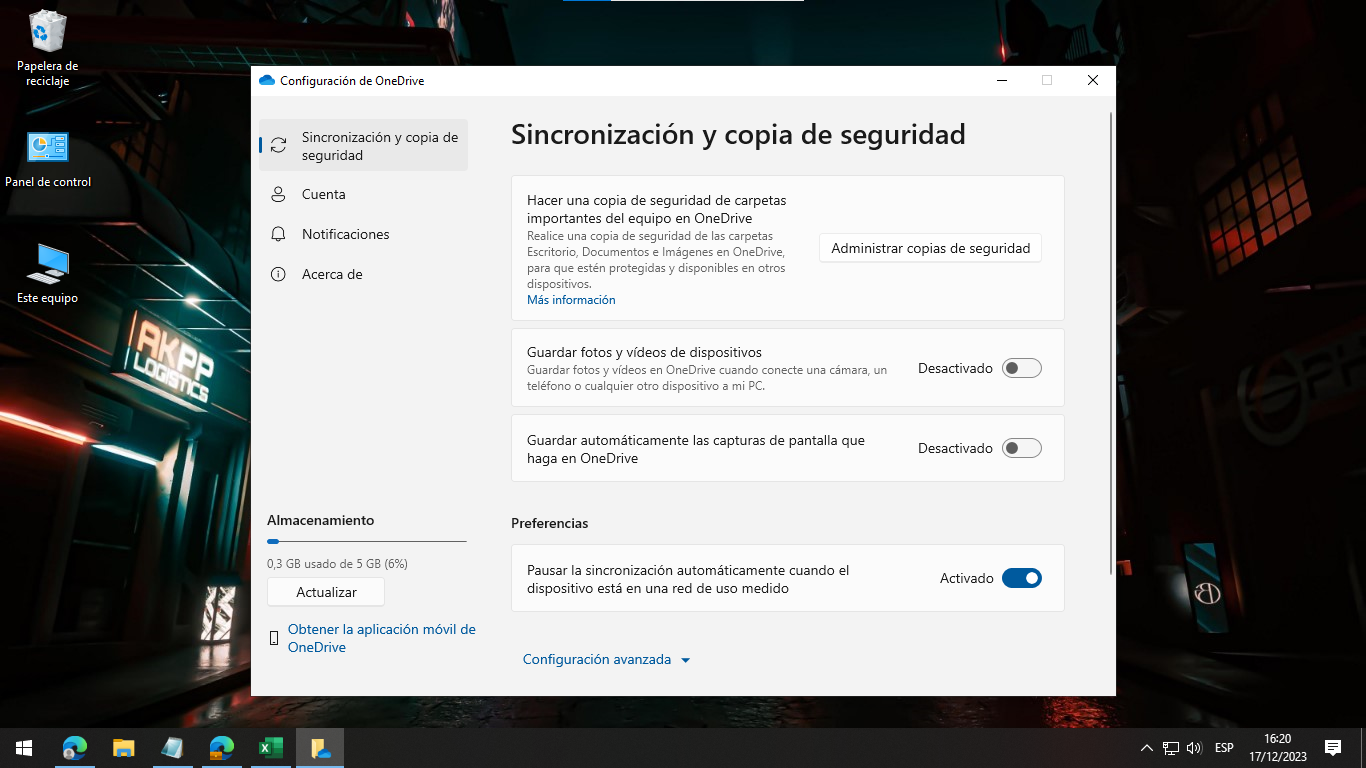 Papelera de
reciclaje
Panel de control
Este equipo
AKPP
LOGISTICS
Configuración de OneDrive
Sincronización y copia de
seguridad
Cuenta
Notificaciones
Acerca de
Almacenamiento
0,3 GB usado de 5 GB (6%)
Actualizar
Obtener la aplicación móvil de
OneDrive
Sincronización y copia de seguridad
Hacer una copia de seguridad de carpetas
importantes del equipo en OneDrive
Realice una copia de seguridad de las carpetas
Escritorio, Documentos e Imágenes en OneDrive,
para que estén protegidas y disponibles en otros
dispositivos.
Más información
Administrar copias de seguridad
Guardar fotos y vídeos de dispositivos
Guardar fotos y vídeos en OneDrive cuando conecte una cámara, un
teléfono o cualquier otro dispositivo a mi PC.
Desactivado
Guardar automáticamente las capturas de pantalla que
haga en OneDrive
Desactivado
Preferencias
Pausar la sincronización automáticamente cuando el
dispositivo está en una red de uso medido
Activado
Configuración avanzada
ESP
16:20
17/12/2023